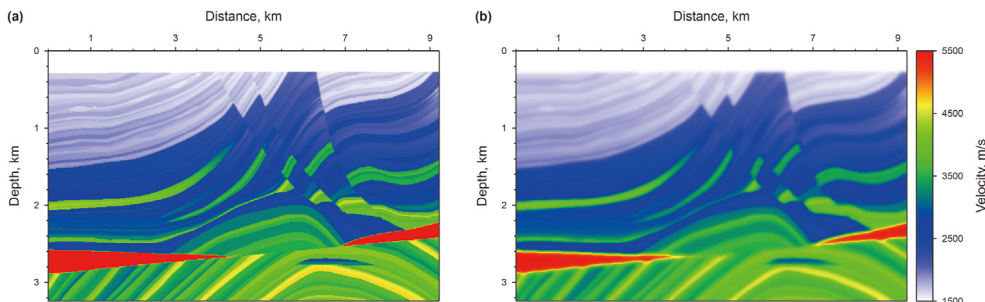 (a) Distance, km (b) Distance, km
1 3 5 7 9 1 3 5 7 9
0 0 5500
1 1 4500
Depth, km Depth, km Velocity, m/s
2 2 3500
2500
3 3 1500